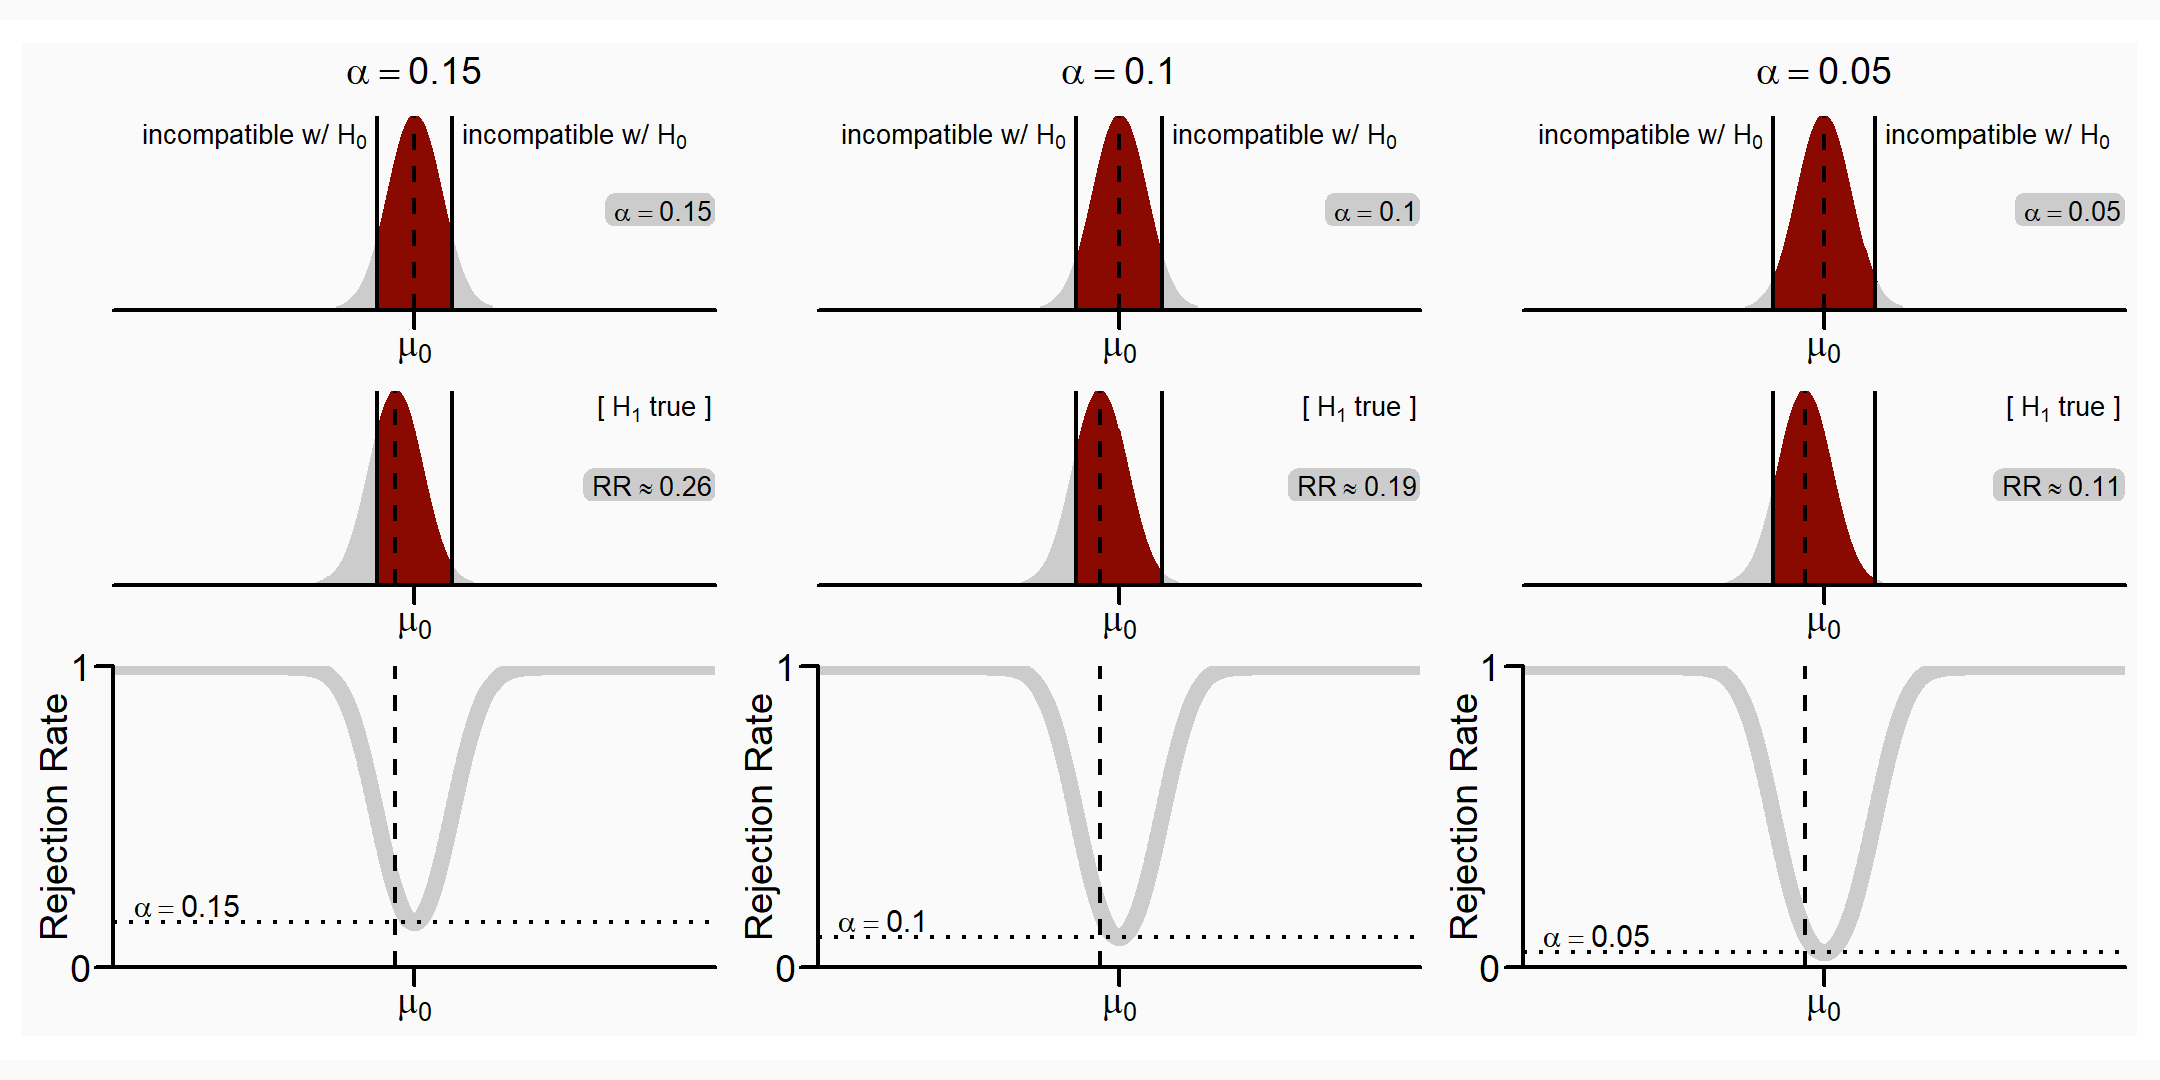 α = 0.15
incompatible w/ H₀
incompatible w/ H₀
α = 0.15
μ₀
[ H₁ true ]
RR ≈ 0.26
μ₀
1
Rejection Rate
α = 0.15
0
μ₀
α = 0.1
incompatible w/ H₀
incompatible w/ H₀
α = 0.1
μ₀
[ H₁ true ]
RR ≈ 0.19
μ₀
1
Rejection Rate
α = 0.1
0
μ₀
α = 0.05
incompatible w/ H₀
incompatible w/ H₀
α = 0.05
μ₀
[ H₁ true ]
RR ≈ 0.11
μ₀
1
Rejection Rate
α = 0.05
0
μ₀